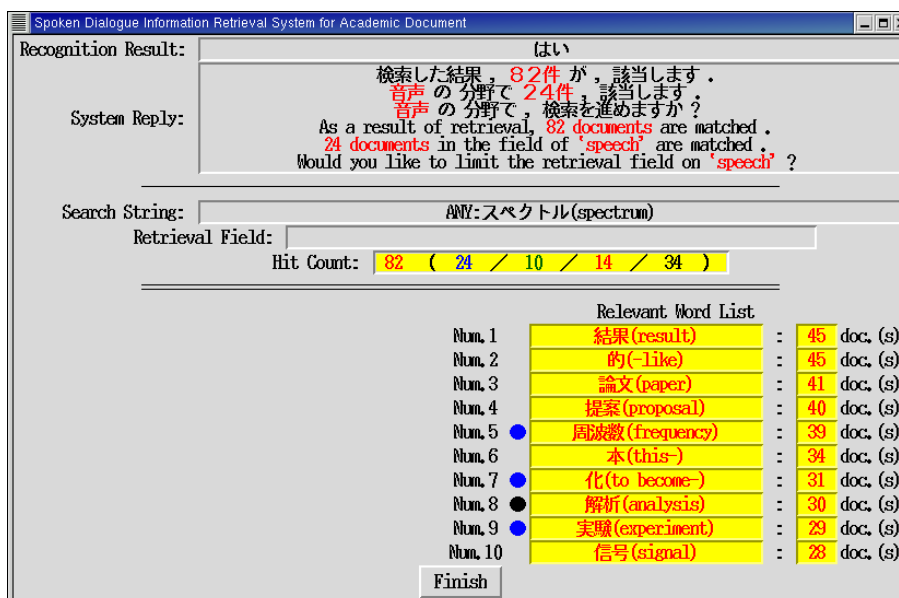 Spoken Dialogue Information Retrieval System for Academic Document
Recognition Result: はい
System Reply:
検索した結果 , 82件 が , 該当します .
音声 の 分野で 24件 , 該当します .
音声 の 分野で , 検索を進めますか ?
As a result of retrieval, 82 documents are matched .
24 documents in the field of 'speech' are matched .
Would you like to limit the retrieval field on 'speech' ?
Search String: ANY:スペクトル(spectrum)
Retrieval Field:
Hit Count: 82 ( 24 / 10 / 14 / 34 )
Relevant Word List
Num.1 結果(result) : 45 doc.(s)
Num.2 的(-like) : 45 doc.(s)
Num.3 論文(paper) : 41 doc.(s)
Num.4 提案(proposal) : 40 doc.(s)
Num.5 周波数(frequency) : 39 doc.(s)
Num.6 本(this-) : 34 doc.(s)
Num.7 化(to become-) : 31 doc.(s)
Num.8 解析(analysis) : 30 doc.(s)
Num.9 実験(experiment) : 29 doc.(s)
Num.10 信号(signal) : 28 doc.(s)
Finish